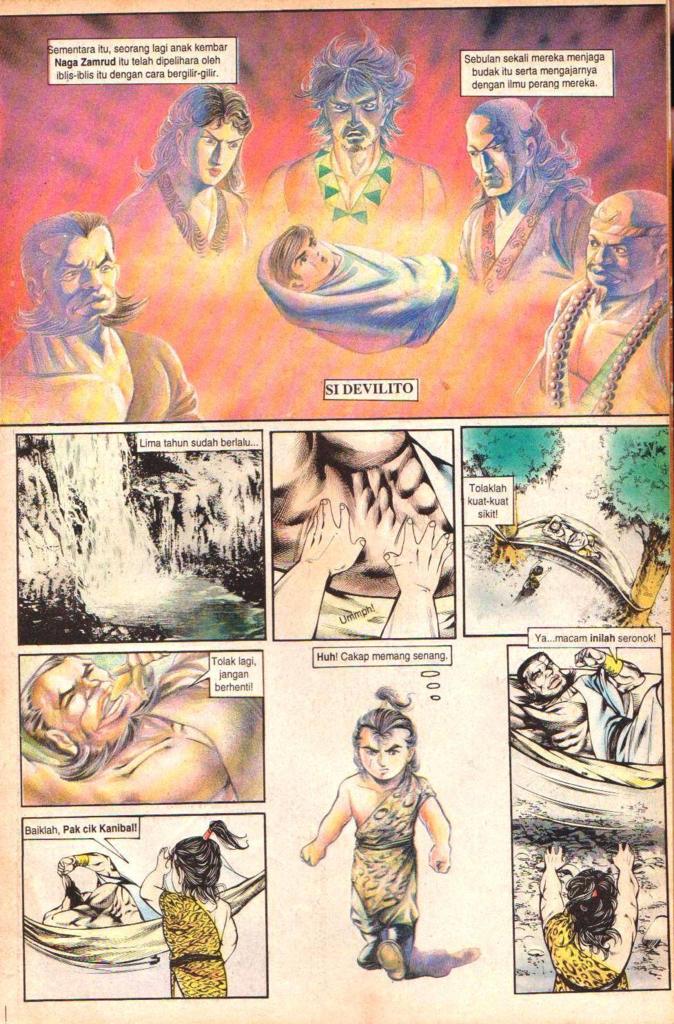 Sementara itu, seorang lagi anak kembar
Naga Zamrud itu telah dipelihara oleh
iblis-iblis itu dengan cara bergilir-gilir.
Sebulan sekali mereka menjaga
budak itu serta mengajarnya
dengan ilmu perang mereka.
SI DEVILITO
Lima tahun sudah berlalu...
Ummph!
Tolaklah
kuat-kuat
sikit!
Tolak lagi,
jangan
berhenti!
Huh! Cakap memang senang.
Ya...macam inilah seronok!
Baiklah, Pak cik Kanibal!